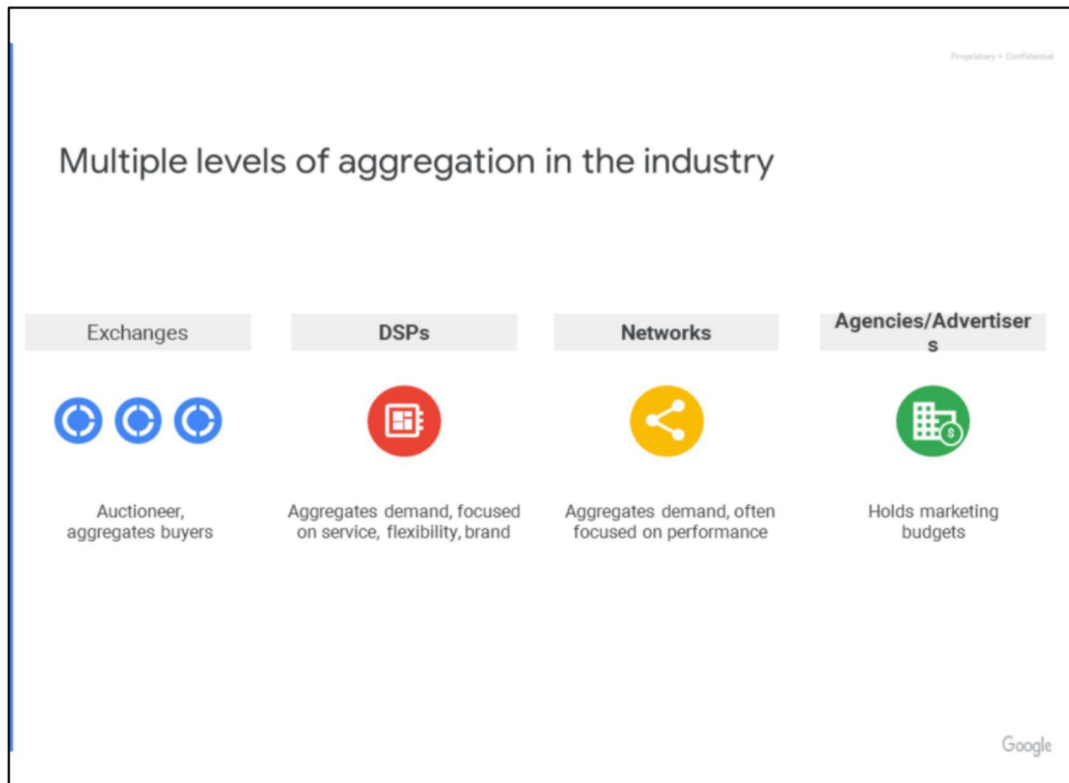 Proprietary + Confidential
Multiple levels of aggregation in the industry
Exchanges
Auctioneer,
aggregates buyers
DSPs
Aggregates demand, focused
on service, flexibility, brand
Networks
Aggregates demand, often
focused on performance
Agencies/Advertiser
s
$
Holds marketing
budgets
Google